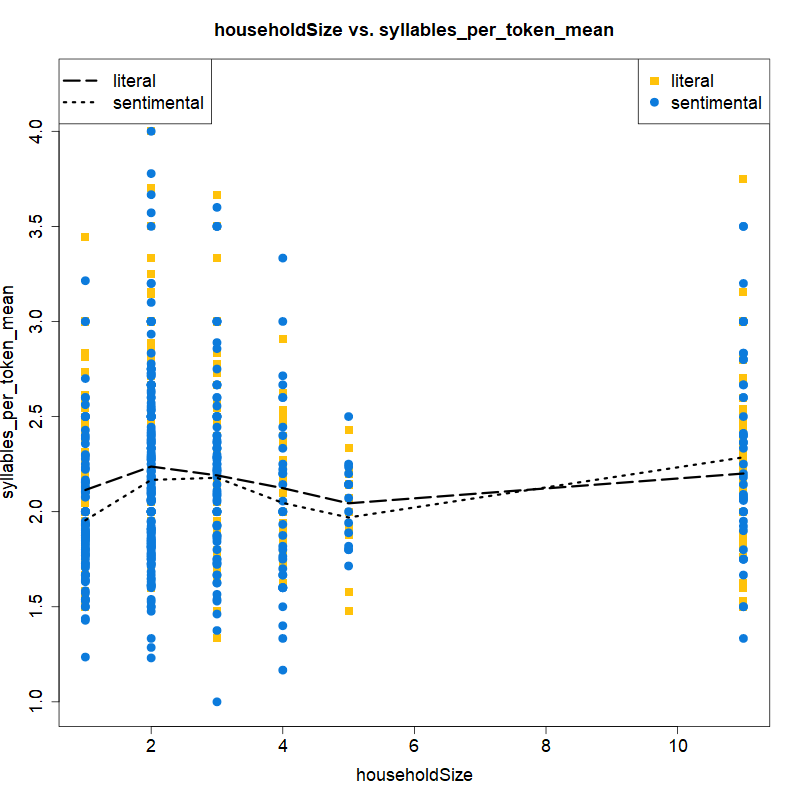 householdSize vs. syllables_per_token_mean
literal
sentimental
literal
sentimental
syllables_per_token_mean
4.0
3.5
3.0
2.5
2.0
1.5
1.0
2 4 6 8 10
householdSize